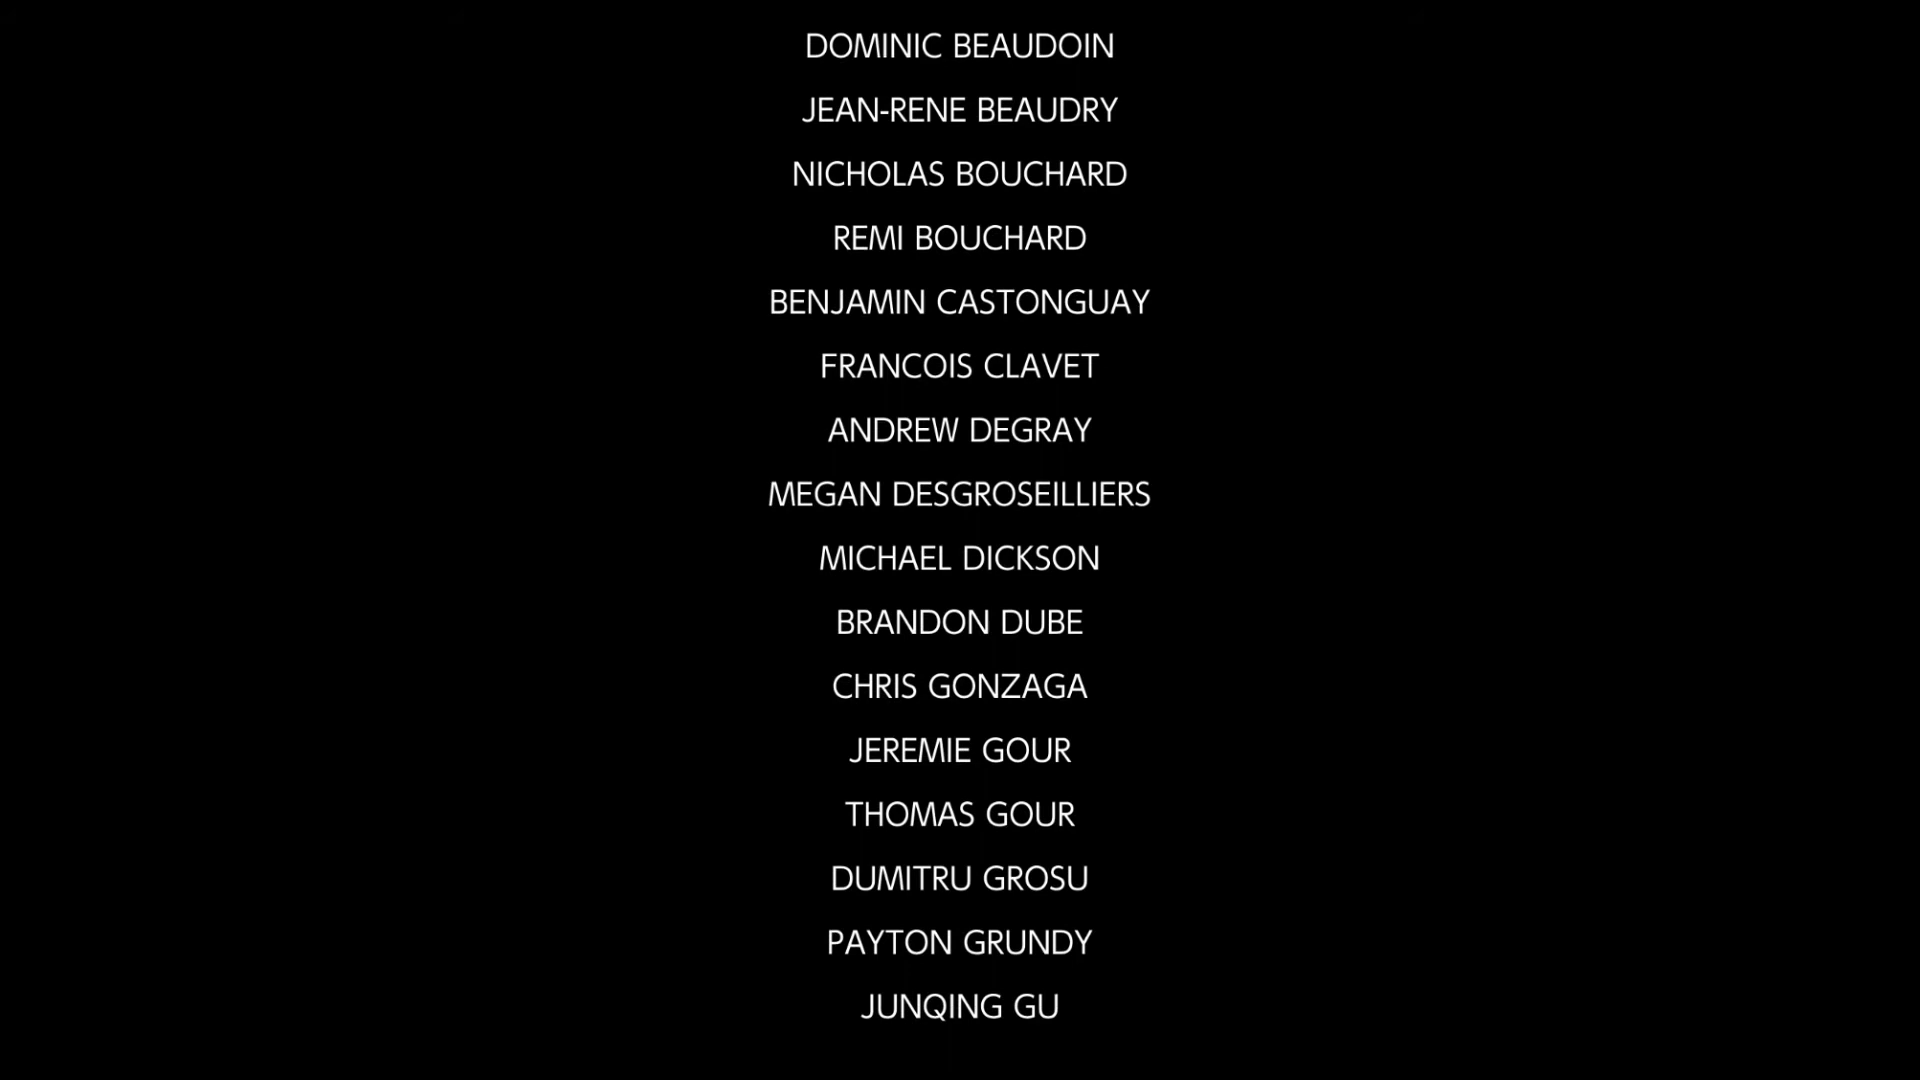 DOMINIC BEAUDOIN
JEAN-RENE BEAUDRY
NICHOLAS BOUCHARD
REMI BOUCHARD
BENJAMIN CASTONGUAY
FRANCOIS CLAVET
ANDREW DEGRAY
MEGAN DESGROSEILLIERS
MICHAEL DICKSON
BRANDON DUBE
CHRIS GONZAGA
JEREMIE GOUR
THOMAS GOUR
DUMITRU GROSU
PAYTON GRUNDY
JUNQING GU